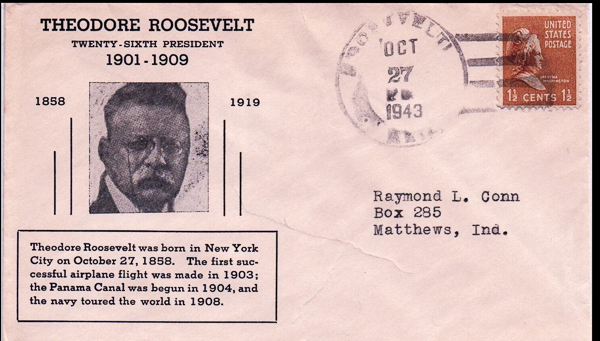 THEODORE ROOSEVELT
TWENTY-SIXTH PRESIDENT
1901 - 1909
1858
1919
Theodore Roosevelt was born in New York
City on October 27, 1858. The first suc-
cessful airplane flight was made in 1903;
the Panama Canal was begun in 1904, and
the navy toured the world in 1908.
ROOSEVELT
OCT
27
1943
UNITED
STATES
POSTAGE
MARTHA
WASHINGTON
1½ CENTS 1½
Raymond L. Conn
Box 285
Matthews, Ind.